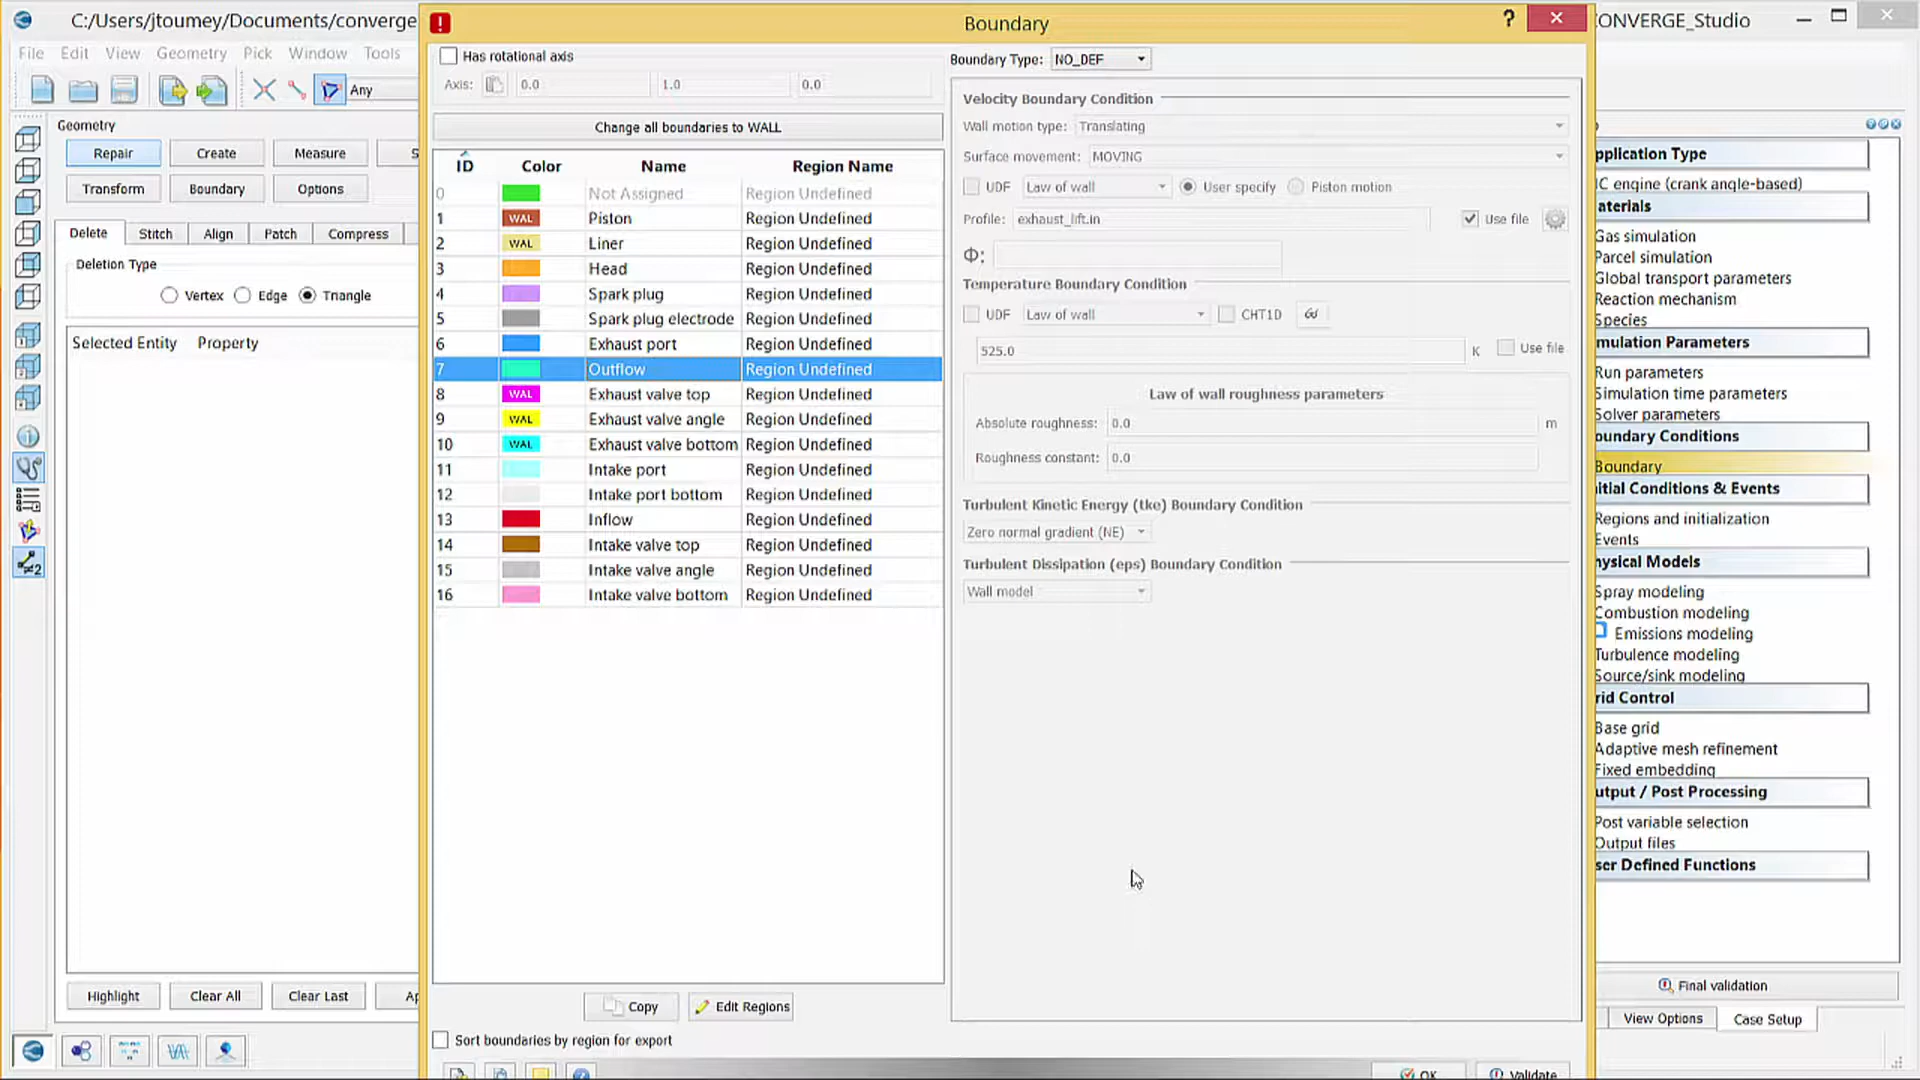 C:/Users/jtoumey/Documents/converge
Boundary
?
CONVERGE_Studio
File Edit View Geometry Pick Window Tools
Any
Geometry
Repair Create Measure
Transform Boundary Options
Delete Stitch Align Patch Compress
Deletion Type
Vertex Edge Triangle
Selected Entity Property
Highlight Clear All Clear Last Ap
Has rotational axis
Axis: 0.0 1.0 0.0
Change all boundaries to WALL
ID Color Name Region Name
0 Not Assigned Region Undefined
1 WAL Piston Region Undefined
2 WAL Liner Region Undefined
3 Head Region Undefined
4 Spark plug Region Undefined
5 Spark plug electrode Region Undefined
6 Exhaust port Region Undefined
7 Outflow Region Undefined
8 WAL Exhaust valve top Region Undefined
9 WAL Exhaust valve angle Region Undefined
10 WAL Exhaust valve bottom Region Undefined
11 Intake port Region Undefined
12 Intake port bottom Region Undefined
13 Inflow Region Undefined
14 Intake valve top Region Undefined
15 Intake valve angle Region Undefined
16 Intake valve bottom Region Undefined
Copy Edit Regions
Sort boundaries by region for export
Boundary Type: NO_DEF
Velocity Boundary Condition
Wall motion type: Translating
Surface movement: MOVING
UDF Law of wall User specify Piston motion
Profile: exhaust_lift.in Use file
Φ:
Temperature Boundary Condition
UDF Law of wall CHT1D
525.0 K Use file
Law of wall roughness parameters
Absolute roughness: 0.0 m
Roughness constant: 0.0
Turbulent Kinetic Energy (tke) Boundary Condition
Zero normal gradient (NE)
Turbulent Dissipation (eps) Boundary Condition
Wall model
OK Validate
pplication Type
IC engine (crank angle-based)
aterials
Gas simulation
Parcel simulation
Global transport parameters
Reaction mechanism
Species
mulation Parameters
Run parameters
Simulation time parameters
Solver parameters
oundary Conditions
Boundary
itial Conditions & Events
Regions and initialization
Events
hysical Models
Spray modeling
Combustion modeling
Emissions modeling
Turbulence modeling
Source/sink modeling
rid Control
Base grid
Adaptive mesh refinement
Fixed embedding
utput / Post Processing
Post variable selection
Output files
ser Defined Functions
Final validation
View Options Case Setup